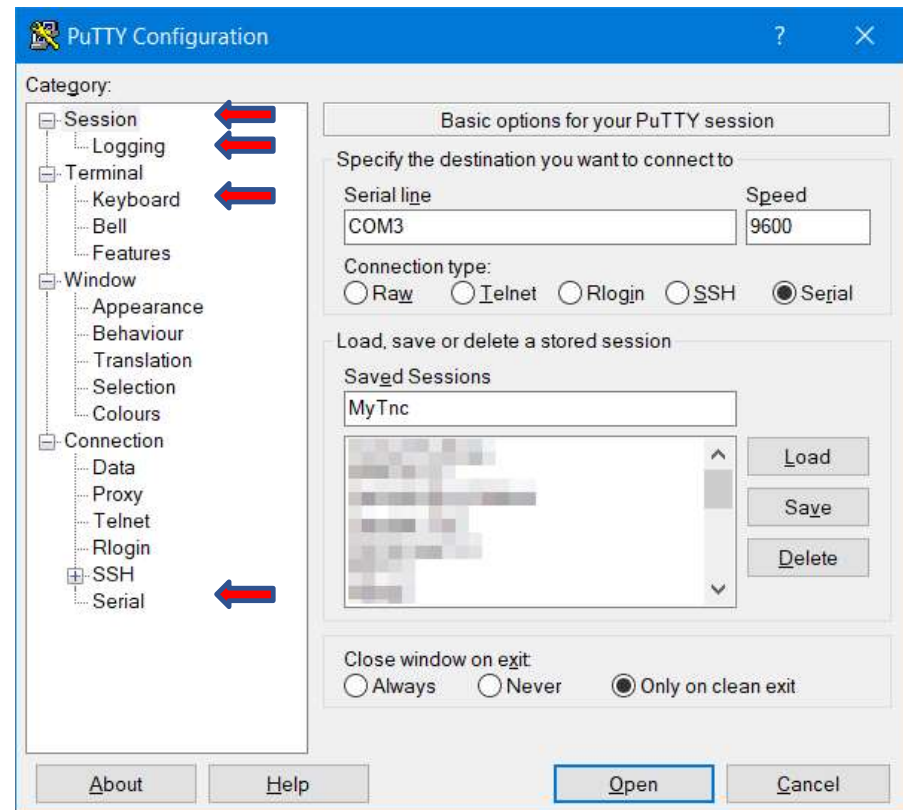 PuTTY Configuration
?
Category:
Session
Logging
Terminal
Keyboard
Bell
Features
Window
Appearance
Behaviour
Translation
Selection
Colours
Connection
Data
Proxy
Telnet
Rlogin
SSH
Serial
Basic options for your PuTTY session
Specify the destination you want to connect to
Serial line Speed
COM3 9600
Connection type:
Raw Telnet Rlogin SSH Serial
Load, save or delete a stored session
Saved Sessions
MyTnc
Load
Save
Delete
Close window on exit:
Always Never Only on clean exit
About Help Open Cancel